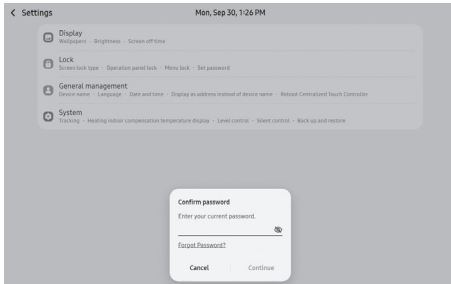 Settings
Mon, Sep 30, 1:26 PM
Display
Wallpapers · Brightness · Screen off time
Lock
Screen lock type · Operation panel lock · Menu lock · Set password
General management
Device name · Language · Date and time · Display as address instead of device name · Reboot Centralized Touch Controller
System
Tracking · Heating indoor compensation temperature display · Level control · Silent control · Back up and restore
Confirm password
Enter your current password.
Forgot Password?
Cancel
Continue